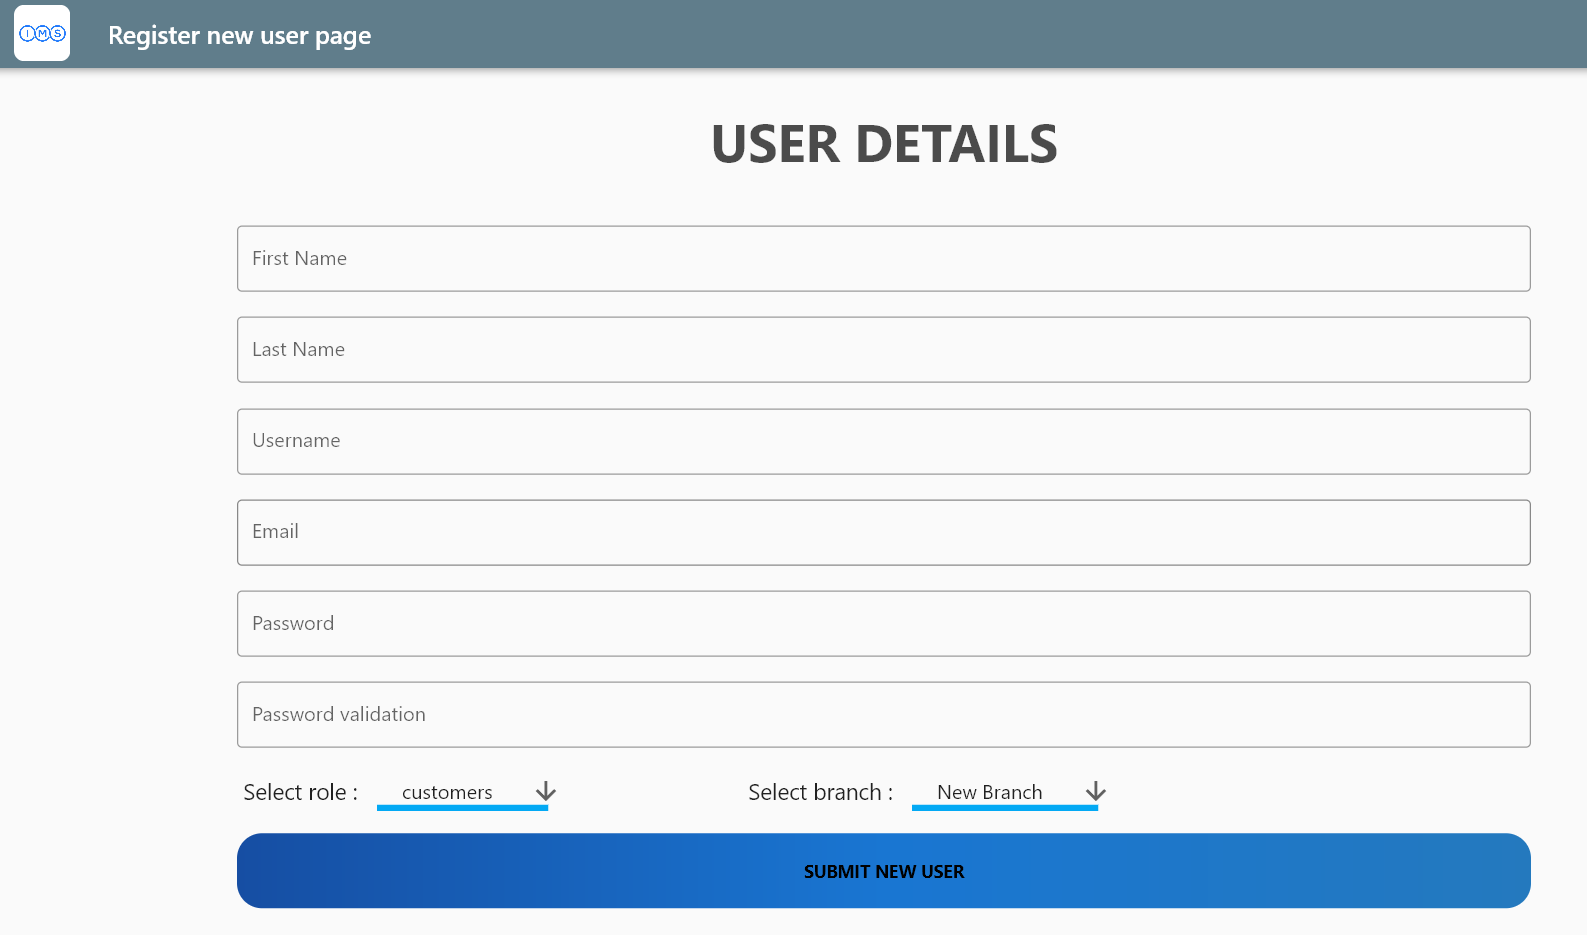 IMS
Register new user page
USER DETAILS
First Name
Last Name
Username
Email
Password
Password validation
Select role : customers
Select branch : New Branch
SUBMIT NEW USER